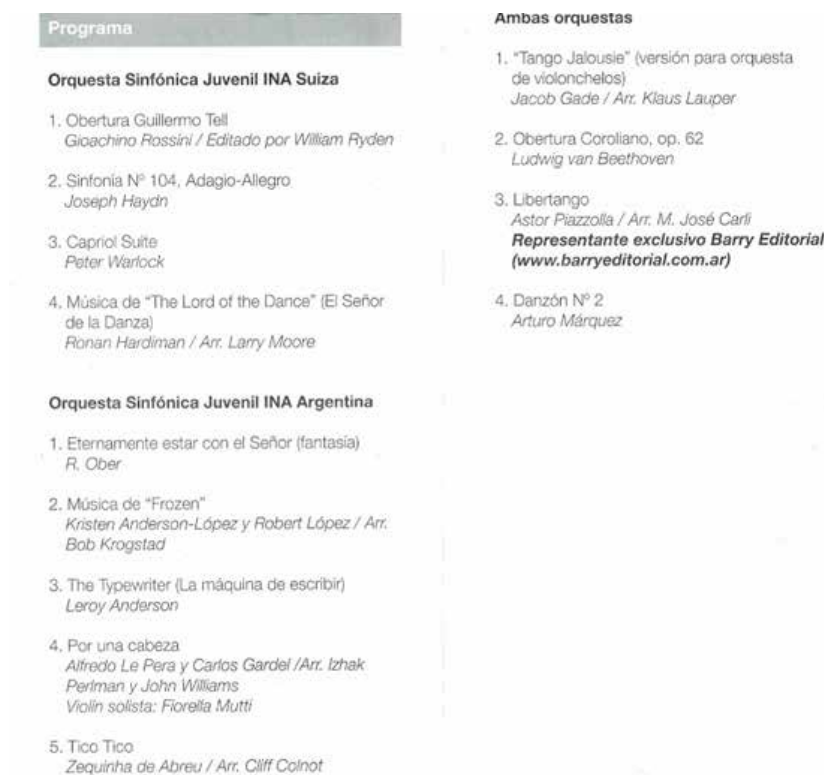 Programa
Orquesta Sinfónica Juvenil INA Suiza
1. Obertura Guillermo Tell
Gioachino Rossini / Editado por William Ryden
2. Sinfonía Nº 104, Adagio-Allegro
Joseph Haydn
3. Capriol Suite
Peter Warlock
4. Música de "The Lord of the Dance" (El Señor
de la Danza)
Ronan Hardiman / Arr. Larry Moore
Orquesta Sinfónica Juvenil INA Argentina
1. Eternamente estar con el Señor (fantasía)
R. Ober
2. Música de "Frozen"
Kristen Anderson-López y Robert López / Arr.
Bob Krogstad
3. The Typewriter (La máquina de escribir)
Leroy Anderson
4. Por una cabeza
Alfredo Le Pera y Carlos Gardel /Arr. Izhak
Perlman y John Williams
Violín solista: Fiorella Mutti
5. Tico Tico
Zequinha de Abreu / Arr. Cliff Colnot
Ambas orquestas
1. "Tango Jalousie" (versión para orquesta
de violonchelos)
Jacob Gade / Arr. Klaus Lauper
2. Obertura Coroliano, op. 62
Ludwig van Beethoven
3. Libertango
Astor Piazzolla / Arr. M. José Carli
Representante exclusivo Barry Editorial
(www.barryeditorial.com.ar)
4. Danzón Nº 2
Arturo Márquez